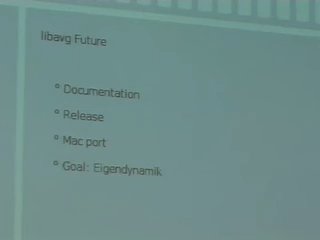 libavg Future
° Documentation
° Release
° Mac port
° Goal: Eigendynamik